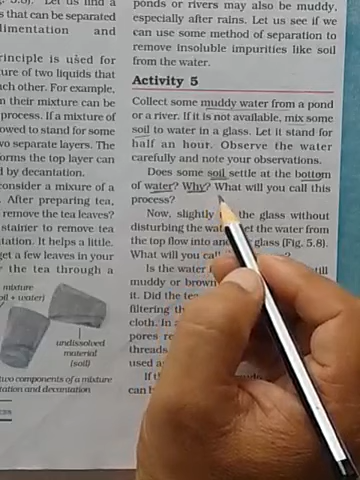 ponds or rivers may also be muddy,
especially after rains. Let us see if we
can use some method of separation to
remove insoluble impurities like soil
from the water.
Activity 5
Collect some muddy water from a pond
or a river. If it is not available, mix some
soil to water in a glass. Let it stand for
half an hour. Observe the water
carefully and note your observations.
Does some soil settle at the bottom
of water? Why? What will you call this
process?
Now, slightly the glass without
disturbing the Let the water from
the top flow into glass (Fig. 5.8).
What will you
Is the water still
muddy or brown
it. Did the
filtering
cloth. In
pores
threads
used
If
can
s that can be separated
dimentation and
rinciple is used for
ture of two liquids that
ach other. For example,
n their mixture can be
process. If a mixture of
owed to stand for some
wo separate layers. The
orms the top layer can
d by decantation.
consider a mixture of a
After preparing tea,
remove the tea leaves?
stainer to remove tea
tation. It helps a little.
get a few leaves in your
the tea through a
mixture
oil + water)
undissolved
material
(soil)
two components of a mixture
tation and decantation